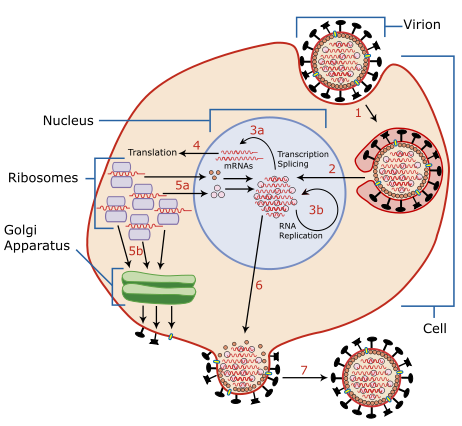 Virion
1
Nucleus
3a
Transcription
Splicing
4
Translation
mRNAs
2
Ribosomes
5a
3b
RNA
Replication
Golgi
Apparatus
5b
6
Cell
7